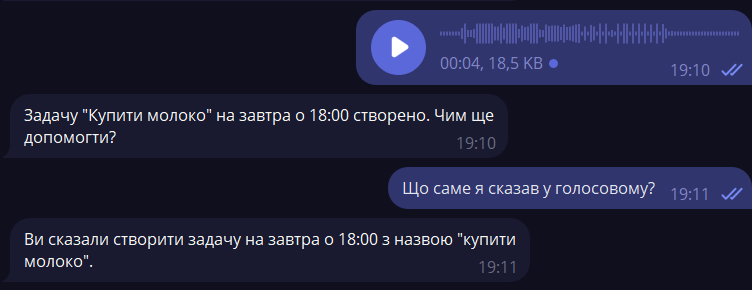 00:04, 18,5 KB
19:10
Задачу "Купити молоко" на завтра о 18:00 створено. Чим ще
допомогти?
19:10
Що саме я сказав у голосовому?
19:11
Ви сказали створити задачу на завтра о 18:00 з назвою "купити
молоко".
19:11